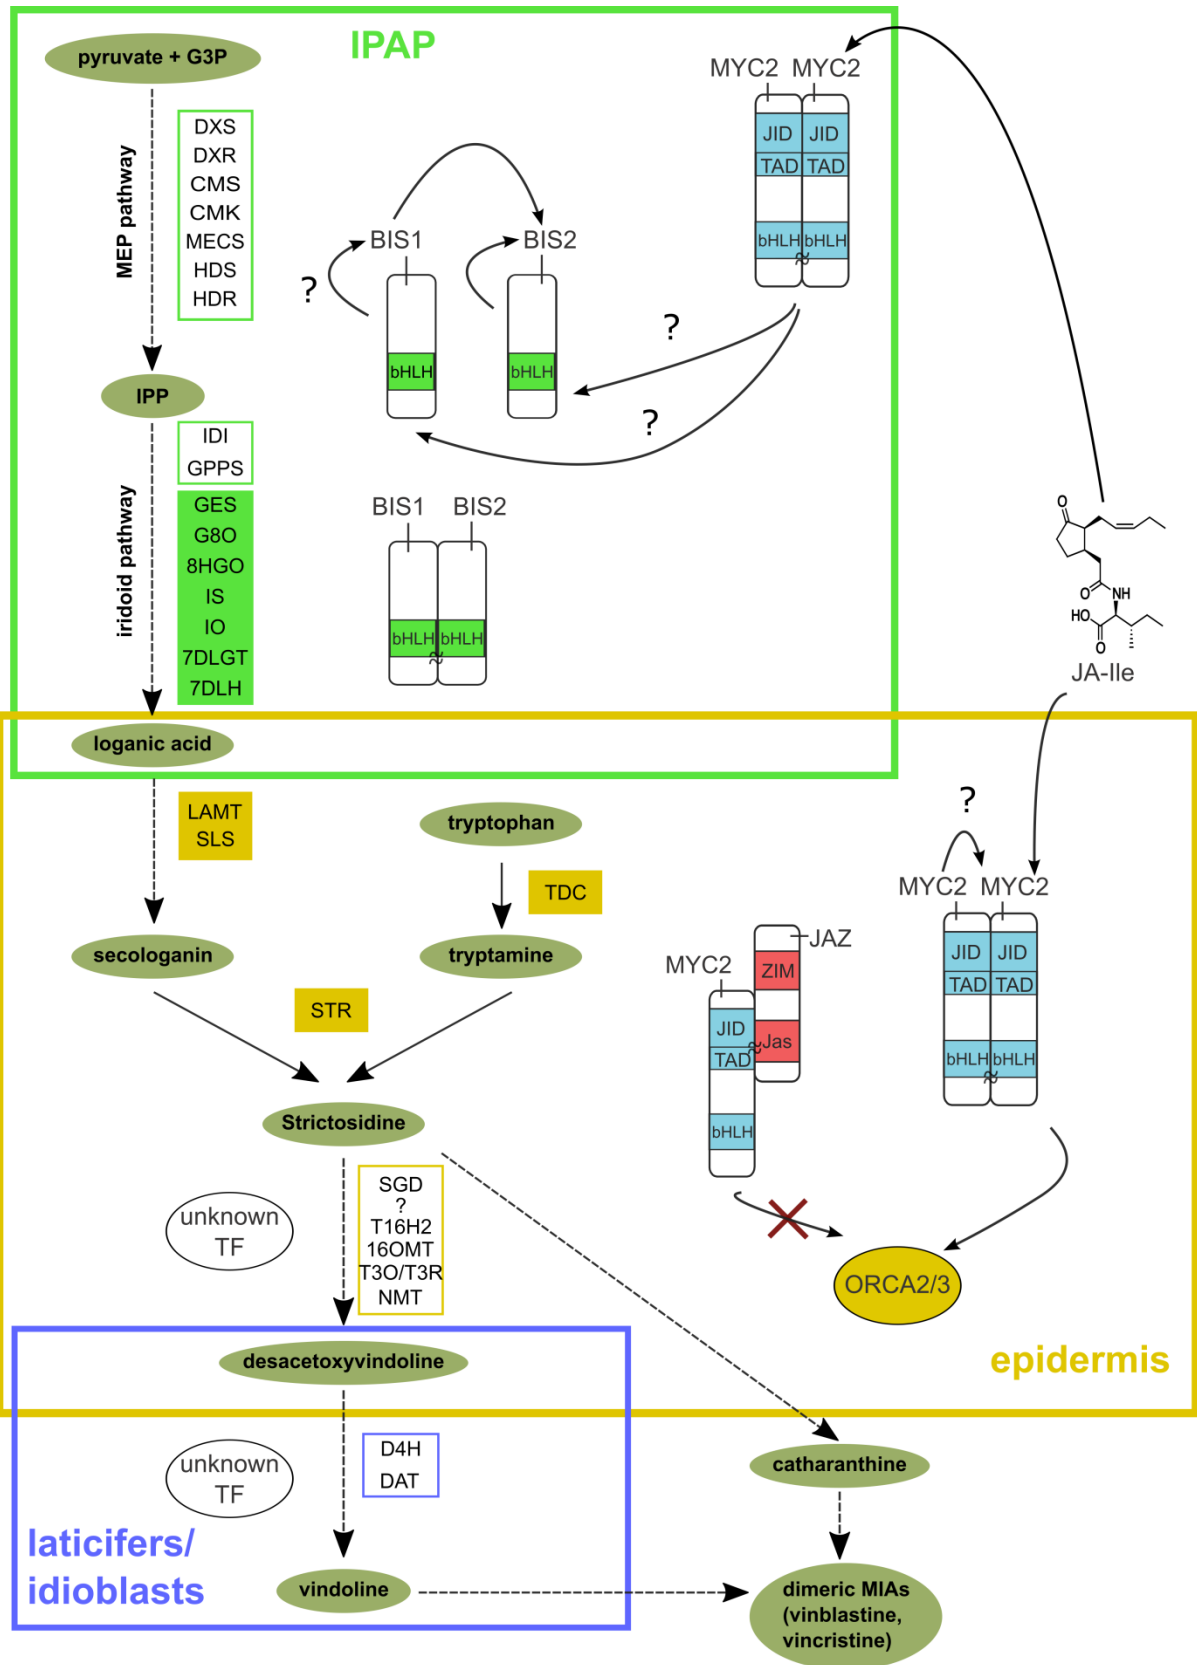 IPAP
pyruvate + G3P
MEP pathway
DXS
DXR
CMS
CMK
MECS
HDS
HDR
MYC2 MYC2
JID JID
TAD TAD
bHLH bHLH
≈
BIS1
BIS2
?
bHLH
bHLH
?
?
IPP
iridoid pathway
IDI
GPPS
GES
G8O
8HGO
IS
IO
7DLGT
7DLH
BIS1 BIS2
bHLH bHLH
≈
O
O
NH
HO
O
JA-Ile
loganic acid
LAMT
SLS
tryptophan
TDC
secologanin
tryptamine
STR
Strictosidine
?
MYC2 MYC2
JID JID
TAD TAD
bHLH bHLH
≈
JAZ
ZIM
Jas
MYC2
JID
TAD
≈
bHLH
ORCA2/3
unknown
TF
SGD
?
T16H2
16OMT
T3O/T3R
NMT
epidermis
desacetoxyvindoline
unknown
TF
D4H
DAT
catharanthine
laticifers/
idioblasts
vindoline
dimeric MIAs
(vinblastine,
vincristine)